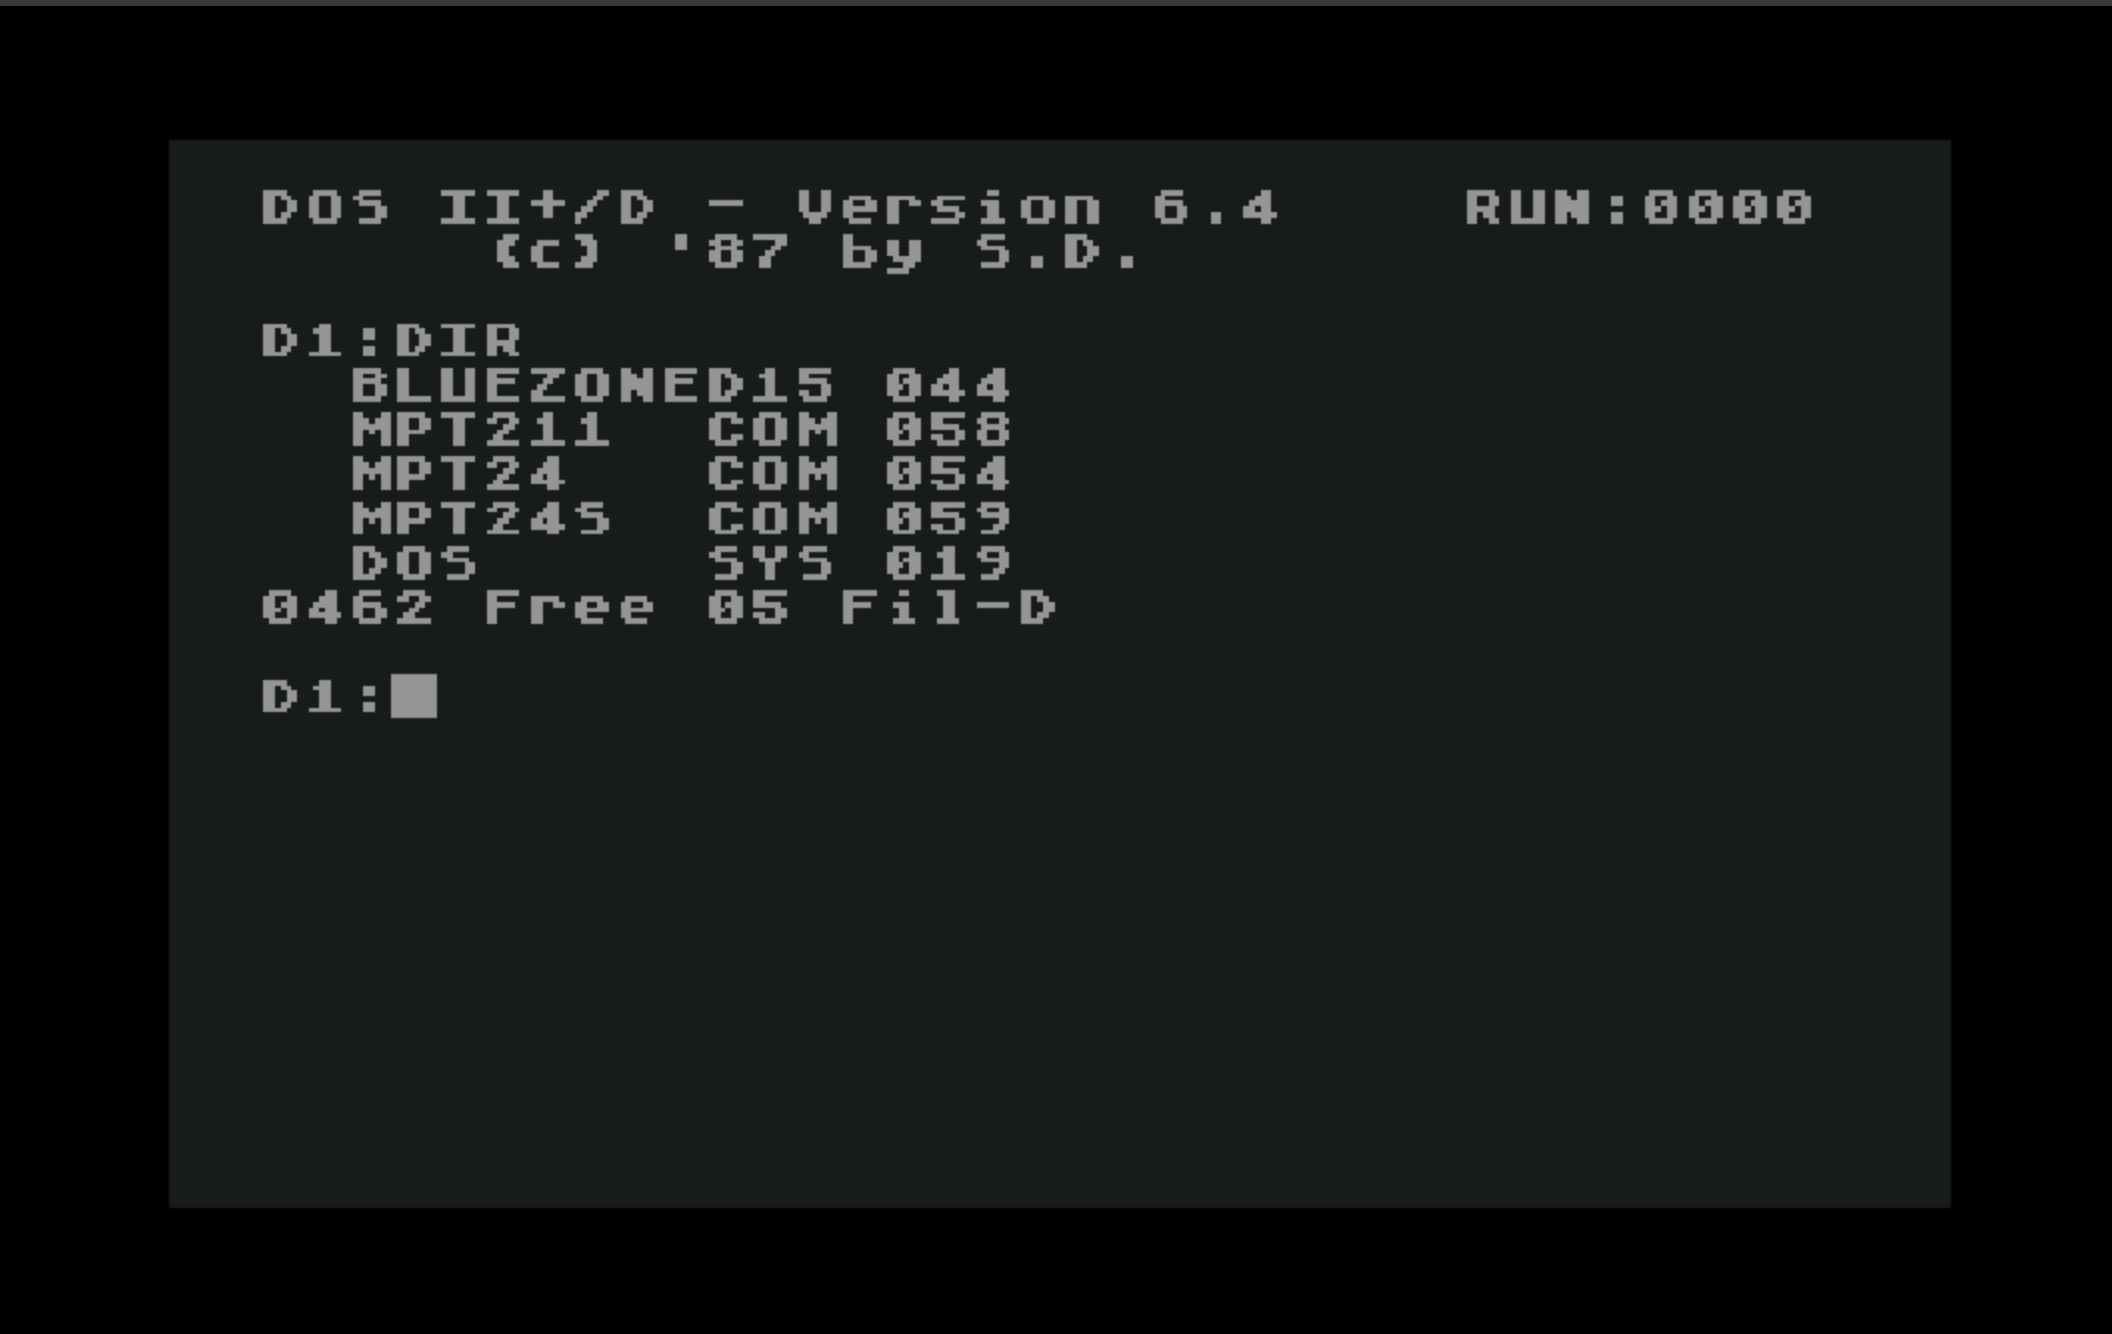 DOS II+/D - Version 6.4    RUN:0000
(c) '87 by S.D.
D1:DIR
BLUEZONED15 044
MPT211  COM 058
MPT24   COM 054
MPT24S  COM 059
DOS     SYS 019
0462 Free 05 Fil-D
D1: